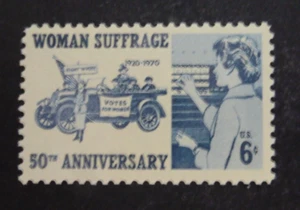 WOMAN SUFFRAGE
1920-1970
VOTES
FOR WOMEN
50TH ANNIVERSARY
U.S.
6¢